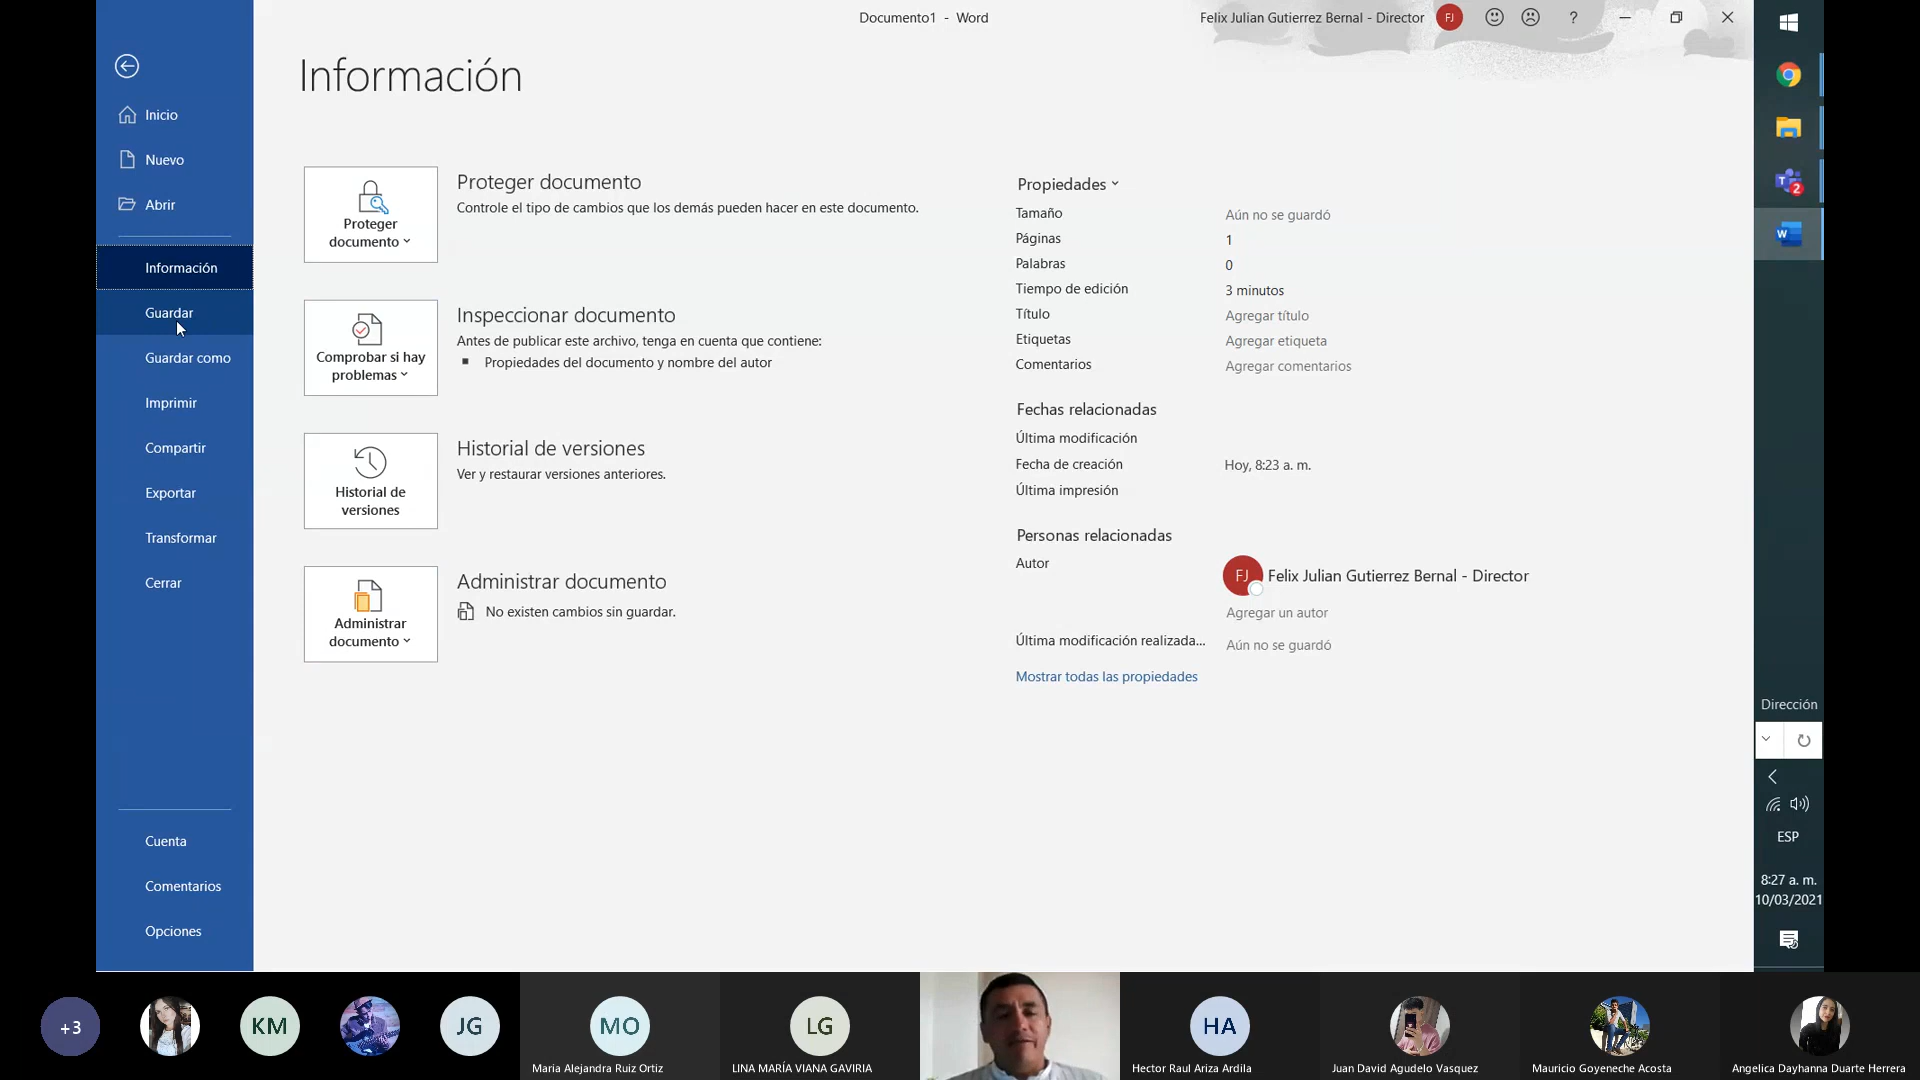 Documento1 - Word
Felix Julian Gutierrez Bernal - Director
FJ
?
Información
Inicio
Nuevo
Abrir
Información
Guardar
Guardar como
Imprimir
Compartir
Exportar
Transformar
Cerrar
Cuenta
Comentarios
Opciones
Proteger
documento
Proteger documento
Controle el tipo de cambios que los demás pueden hacer en este documento.
Comprobar si hay
problemas
Inspeccionar documento
Antes de publicar este archivo, tenga en cuenta que contiene:
Propiedades del documento y nombre del autor
Historial de
versiones
Historial de versiones
Ver y restaurar versiones anteriores.
Administrar
documento
Administrar documento
No existen cambios sin guardar.
Propiedades
Tamaño Aún no se guardó
Páginas 1
Palabras 0
Tiempo de edición 3 minutos
Título Agregar título
Etiquetas Agregar etiqueta
Comentarios Agregar comentarios
Fechas relacionadas
Última modificación
Fecha de creación Hoy, 8:23 a. m.
Última impresión
Personas relacionadas
Autor
FJ Felix Julian Gutierrez Bernal - Director
Agregar un autor
Última modificación realizada... Aún no se guardó
Mostrar todas las propiedades
T 2
W
Dirección
ESP
8:27 a. m.
10/03/2021
+3
KM
JG
MO
Maria Alejandra Ruiz Ortiz
LG
LINA MARÍA VIANA GAVIRIA
HA
Hector Raul Ariza Ardila
Juan David Agudelo Vasquez
Mauricio Goyeneche Acosta
Angelica Dayhanna Duarte Herrera